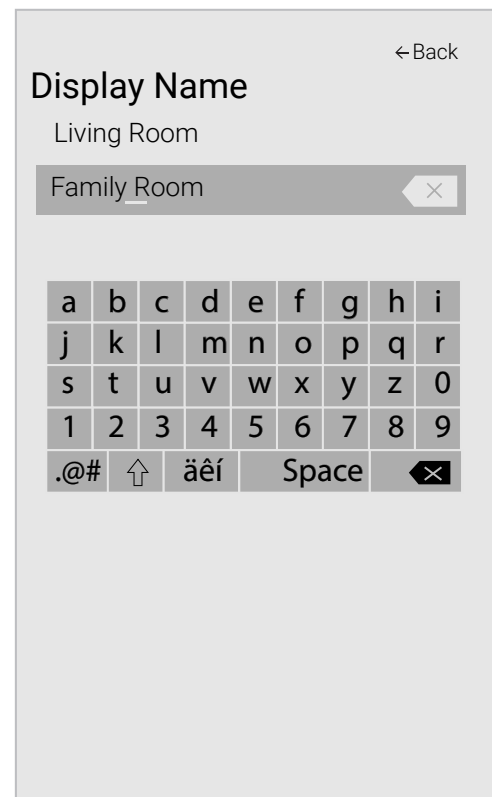 ←Back
Display Name
Living Room
Family Room
a b c d e f g h i
j k l m n o p q r
s t u v w x y z 0
1 2 3 4 5 6 7 8 9
.@# äêí Space